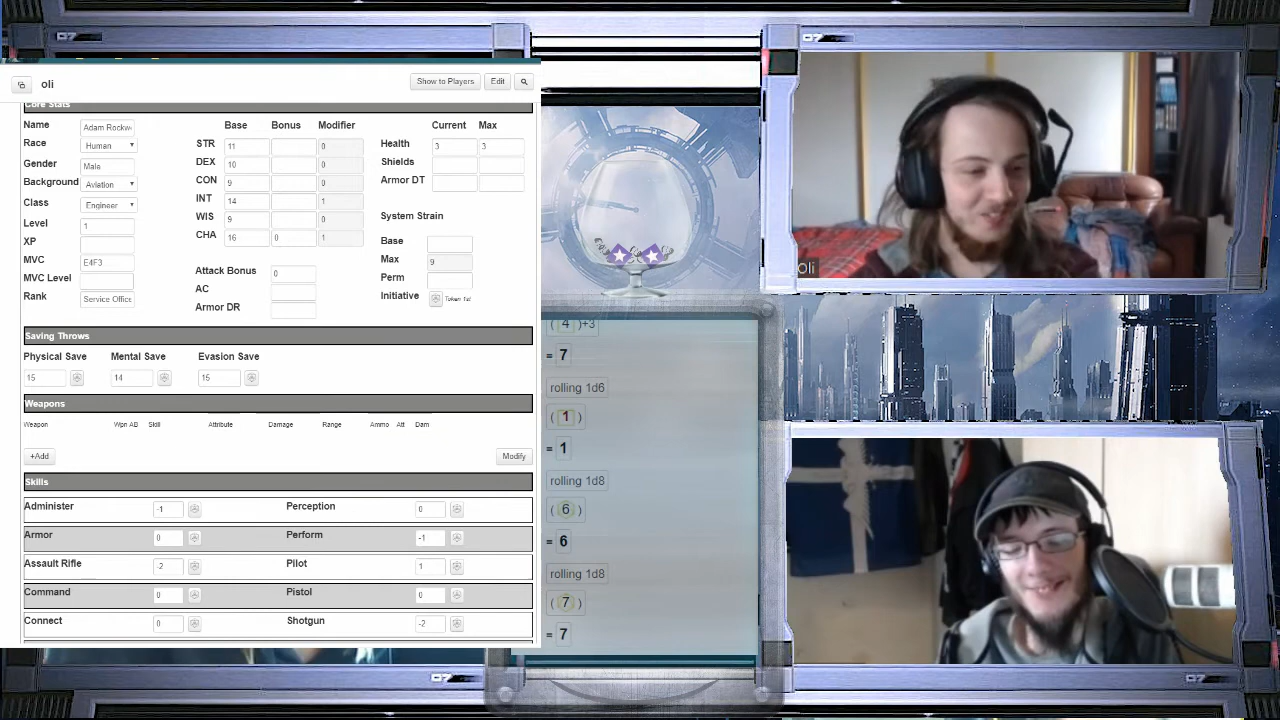 oli
Show to Players
Edit
Core Stats
Name Adam Rockw
Race Human
Gender Male
Background Aviation
Class Engineer
Level 1
XP
MVC E4F3
MVC Level
Rank Service Office
Base Bonus Modifier
STR 11 0
DEX 10 0
CON 9 0
INT 14 1
WIS 9 0
CHA 16 0 1
Attack Bonus 0
AC
Armor DR
Current Max
Health 3 3
Shields
Armor DT
System Strain
Base
Max 9
Perm
Initiative Token 1st
Saving Throws
Physical Save Mental Save Evasion Save
15 14 15
Weapons
Weapon Wpn AB Skill Attribute Damage Range Ammo Att Dam
+Add Modify
Skills
Administer -1 Perception 0
Armor 0 Perform -1
Assault Rifle -2 Pilot 1
Command 0 Pistol 0
Connect 0 Shotgun -2
(4)+3
= 7
rolling 1d6
(1)
= 1
rolling 1d8
(6)
= 6
rolling 1d8
(7)
= 7
Oli